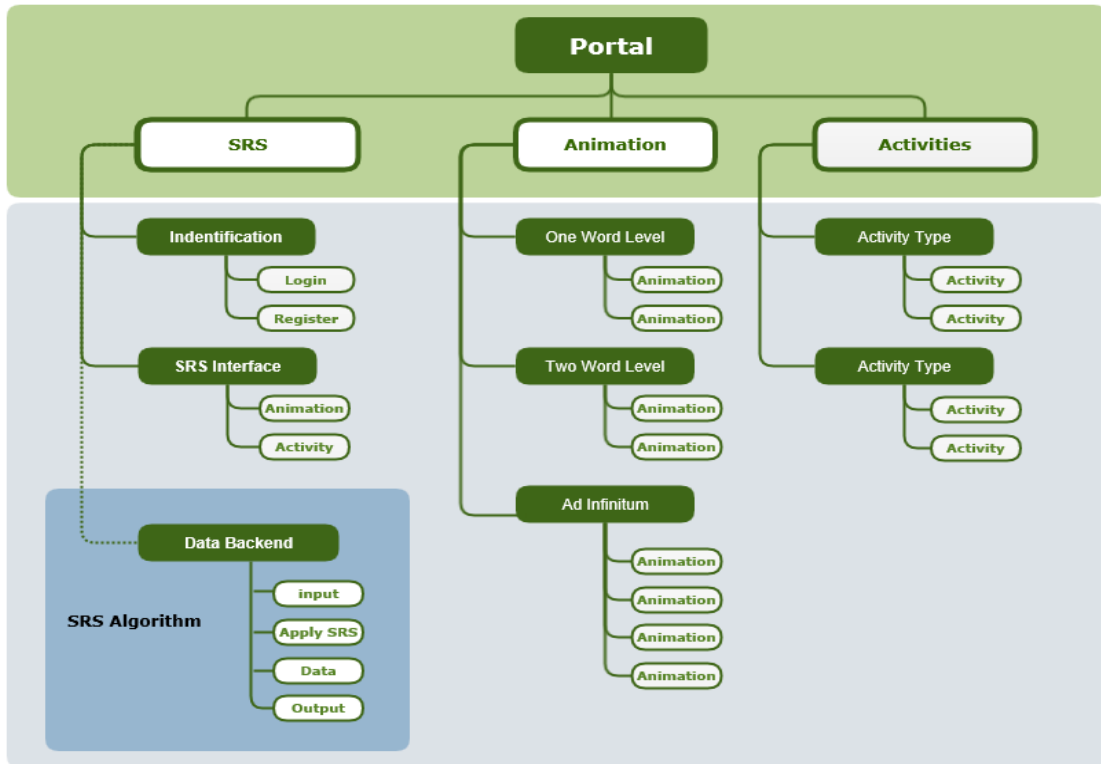 Portal
SRS
Animation
Activities
Indentification
Login
Register
SRS Interface
Animation
Activity
SRS Algorithm
Data Backend
input
Apply SRS
Data
Output
One Word Level
Animation
Animation
Two Word Level
Animation
Animation
Ad Infinitum
Animation
Animation
Animation
Animation
Activity Type
Activity
Activity
Activity Type
Activity
Activity